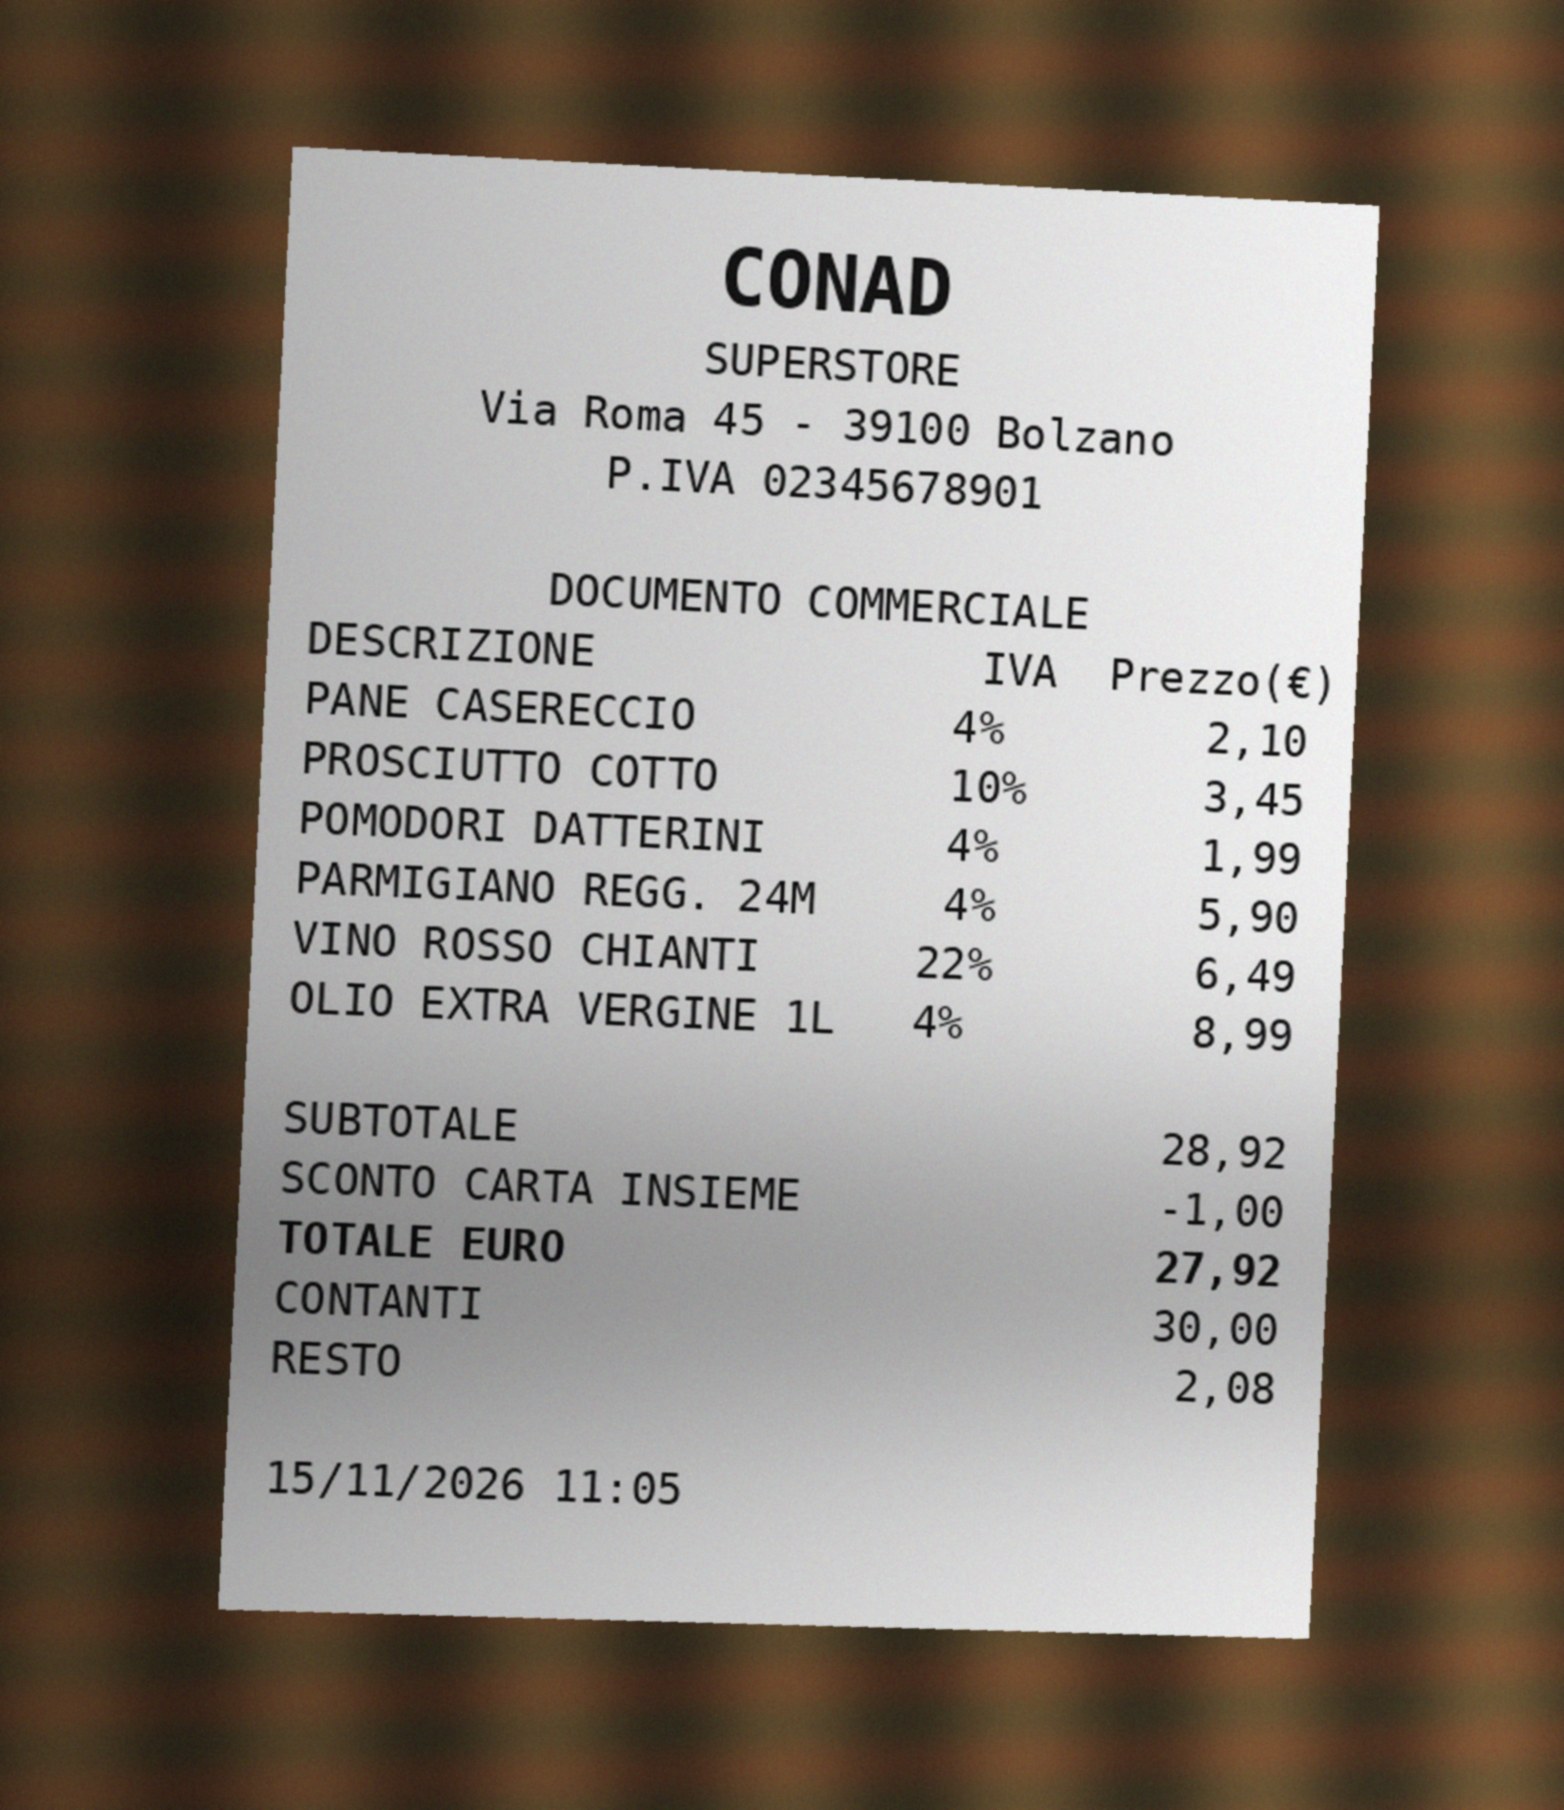 CONAD
SUPERSTORE
Via Roma 45 - 39100 Bolzano
P.IVA 02345678901
DOCUMENTO COMMERCIALE
DESCRIZIONE IVA Prezzo(€)
PANE CASERECCIO 4% 2,10
PROSCIUTTO COTTO 10% 3,45
POMODORI DATTERINI 4% 1,99
PARMIGIANO REGG. 24M 4% 5,90
VINO ROSSO CHIANTI 22% 6,49
OLIO EXTRA VERGINE 1L 4% 8,99
SUBTOTALE 28,92
SCONTO CARTA INSIEME -1,00
TOTALE EURO 27,92
CONTANTI 30,00
RESTO 2,08
15/11/2026 11:05